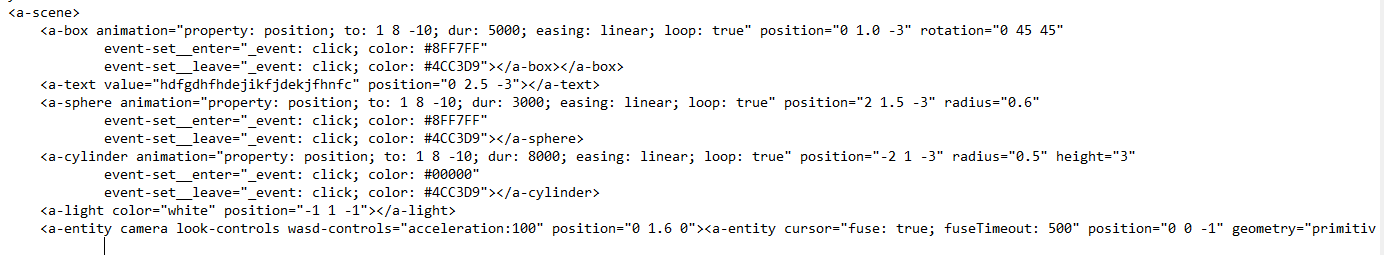 <a-scene>
<a-box animation="property: position; to: 1 8 -10; dur: 5000; easing: linear; loop: true" position="0 1.0 -3" rotation="0 45 45"
event-set__enter="_event: click; color: #8FF7FF"
event-set__leave="_event: click; color: #4CC3D9"></a-box></a-box>
<a-text value="hdfgdhfhdejikfjdekjfhnfc" position="0 2.5 -3"></a-text>
<a-sphere animation="property: position; to: 1 8 -10; dur: 3000; easing: linear; loop: true" position="2 1.5 -3" radius="0.6"
event-set__enter="_event: click; color: #8FF7FF"
event-set__leave="_event: click; color: #4CC3D9"></a-sphere>
<a-cylinder animation="property: position; to: 1 8 -10; dur: 8000; easing: linear; loop: true" position="-2 1 -3" radius="0.5" height="3"
event-set__enter="_event: click; color: #00000"
event-set__leave="_event: click; color: #4CC3D9"></a-cylinder>
<a-light color="white" position="-1 1 -1"></a-light>
<a-entity camera look-controls wasd-controls="acceleration:100" position="0 1.6 0"><a-entity cursor="fuse: true; fuseTimeout: 500" position="0 0 -1" geometry="primitiv